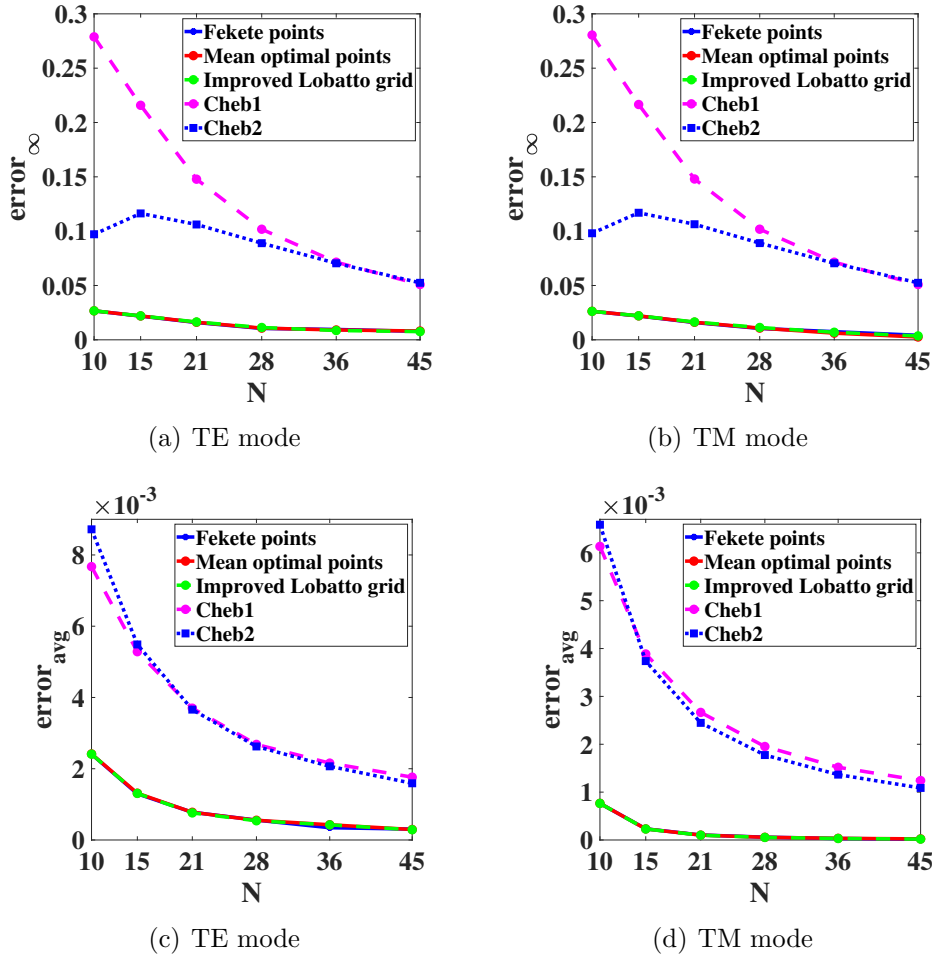 0.3
0.25
0.2
0.15
0.1
0.05
0
error∞
Fekete points
Mean optimal points
Improved Lobatto grid
Cheb1
Cheb2
10 15 21 28 36 45
N
(a) TE mode
0.3
0.25
0.2
0.15
0.1
0.05
0
error∞
Fekete points
Mean optimal points
Improved Lobatto grid
Cheb1
Cheb2
10 15 21 28 36 45
N
(b) TM mode
×10-3
8
6
4
2
0
erroravg
Fekete points
Mean optimal points
Improved Lobatto grid
Cheb1
Cheb2
10 15 21 28 36 45
N
(c) TE mode
×10-3
6
5
4
3
2
1
0
erroravg
Fekete points
Mean optimal points
Improved Lobatto grid
Cheb1
Cheb2
10 15 21 28 36 45
N
(d) TM mode